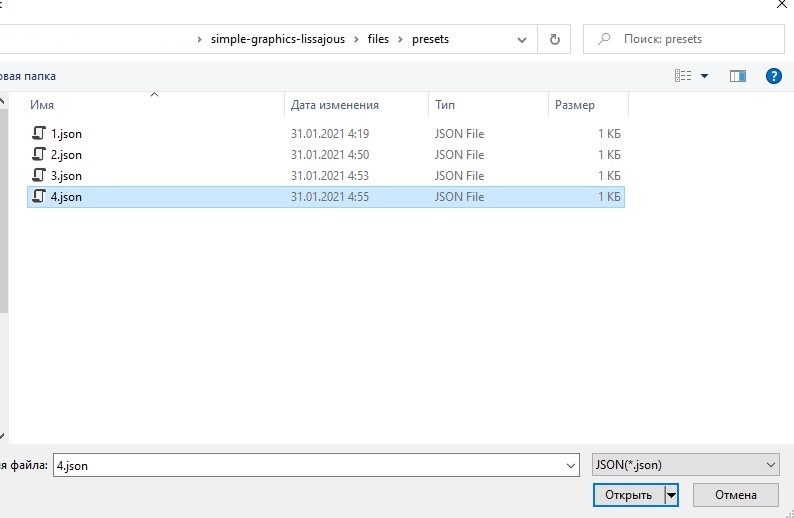 simple-graphics-lissajous files presets Поиск: presets
овая папка
Имя Дата изменения Тип Размер
1.json 31.01.2021 4:19 JSON File 1 КБ
2.json 31.01.2021 4:50 JSON File 1 КБ
3.json 31.01.2021 4:53 JSON File 1 КБ
4.json 31.01.2021 4:55 JSON File 1 КБ
я файла: 4.json JSON(*.json)
Открыть Отмена